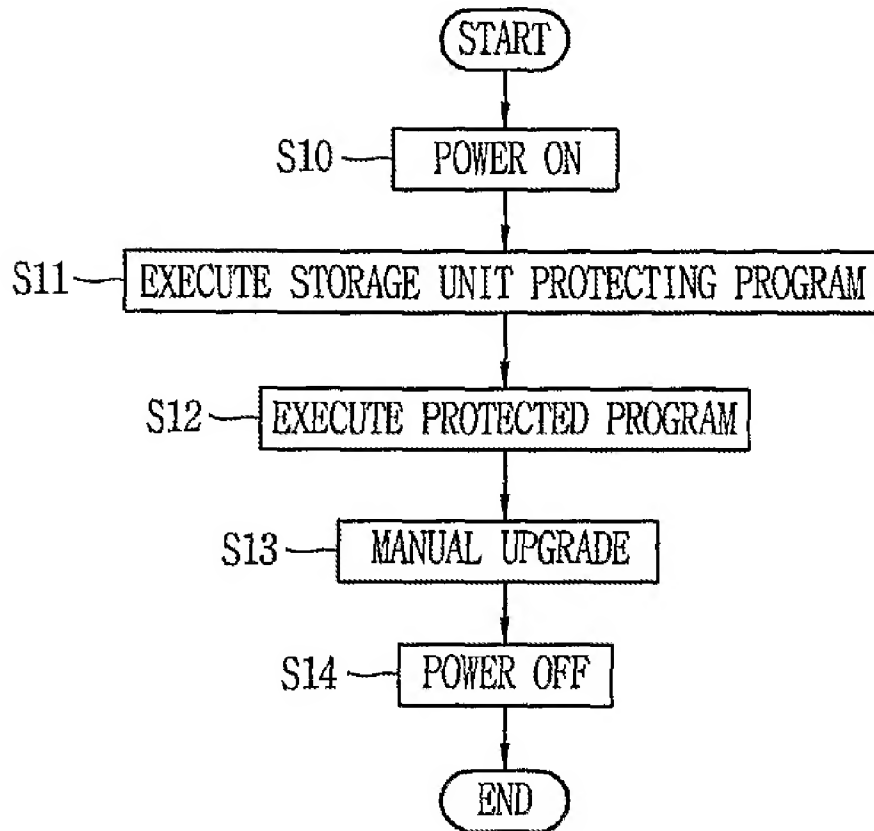 START
S10 POWER ON
S11 EXECUTE STORAGE UNIT PROTECTING PROGRAM
S12 EXECUTE PROTECTED PROGRAM
S13 MANUAL UPGRADE
S14 POWER OFF
END